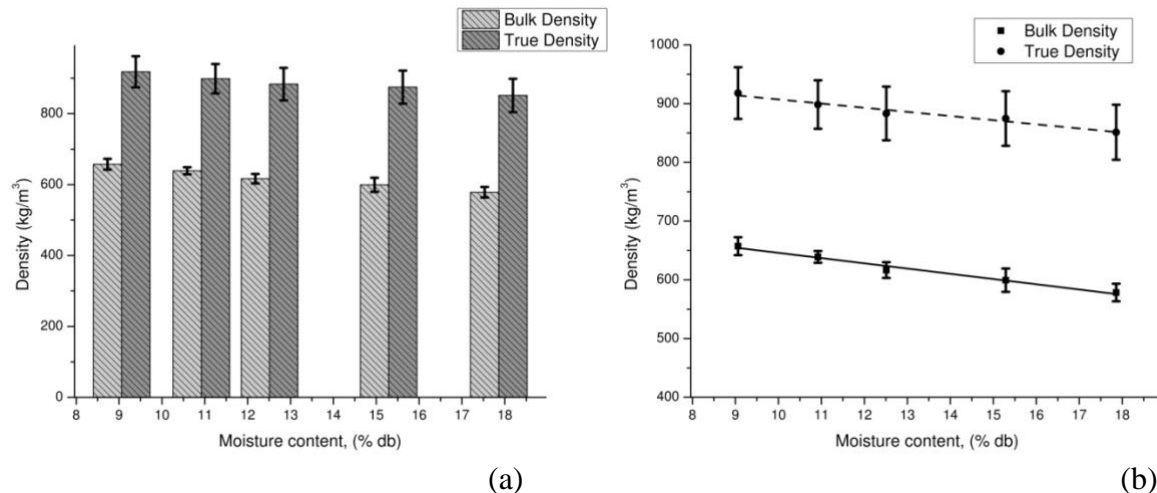 Bulk Density
True Density
Density (kg/m³)
800
600
400
200
0
8 9 10 11 12 13 14 15 16 17 18
Moisture content, (% db)
(a)
Bulk Density
True Density
Density (kg/m³)
1000
900
800
700
600
500
400
8 9 10 11 12 13 14 15 16 17 18
Moisture content, (% db)
(b)